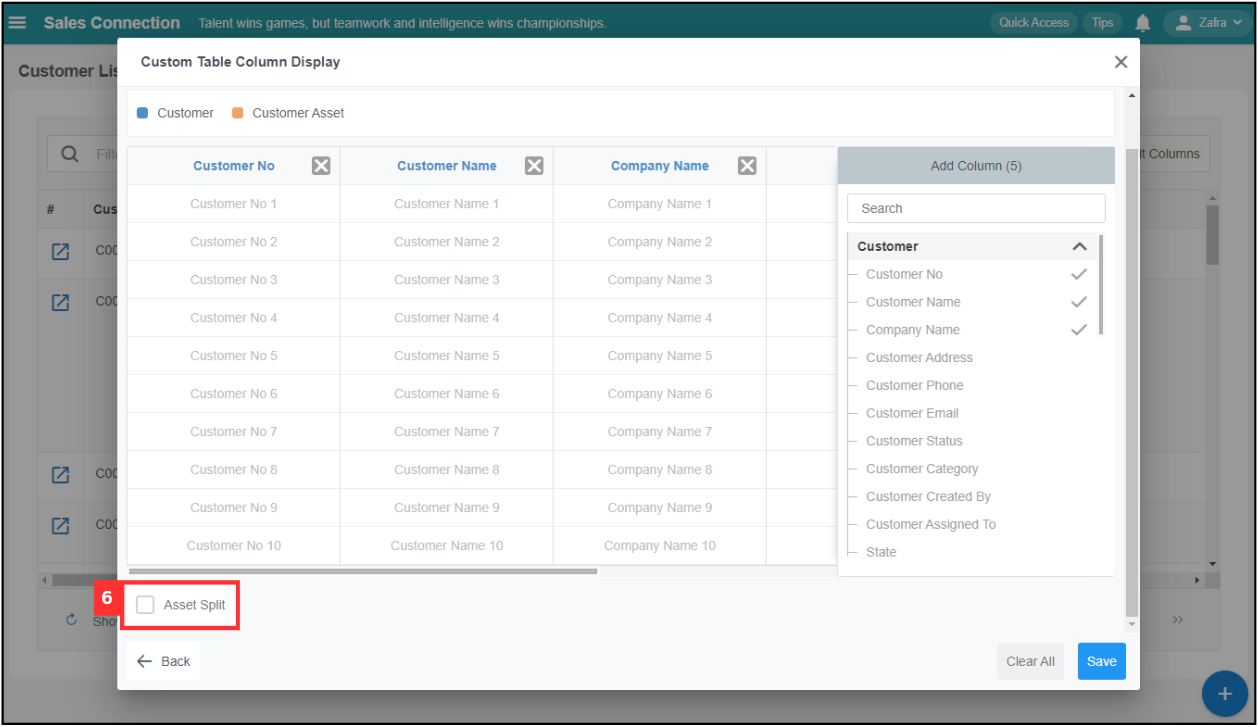 Sales Connection Talent wins games, but teamwork and intelligence wins championships. Quick Access Tips Zafra
Customer Lis
Custom Table Column Display
Customer Customer Asset
Filte
lt Columns
Customer No Customer Name Company Name Add Column (5)
Customer No 1 Customer Name 1 Company Name 1
Customer No 2 Customer Name 2 Company Name 2
Customer No 3 Customer Name 3 Company Name 3
Customer No 4 Customer Name 4 Company Name 4
Customer No 5 Customer Name 5 Company Name 5
Customer No 6 Customer Name 6 Company Name 6
Customer No 7 Customer Name 7 Company Name 7
Customer No 8 Customer Name 8 Company Name 8
Customer No 9 Customer Name 9 Company Name 9
Customer No 10 Customer Name 10 Company Name 10
Search
Customer
Customer No
Customer Name
Company Name
Customer Address
Customer Phone
Customer Email
Customer Status
Customer Category
Customer Created By
Customer Assigned To
State
# Cus
C00
C00
C00
C00
6 Asset Split
Sho
Back Clear All Save